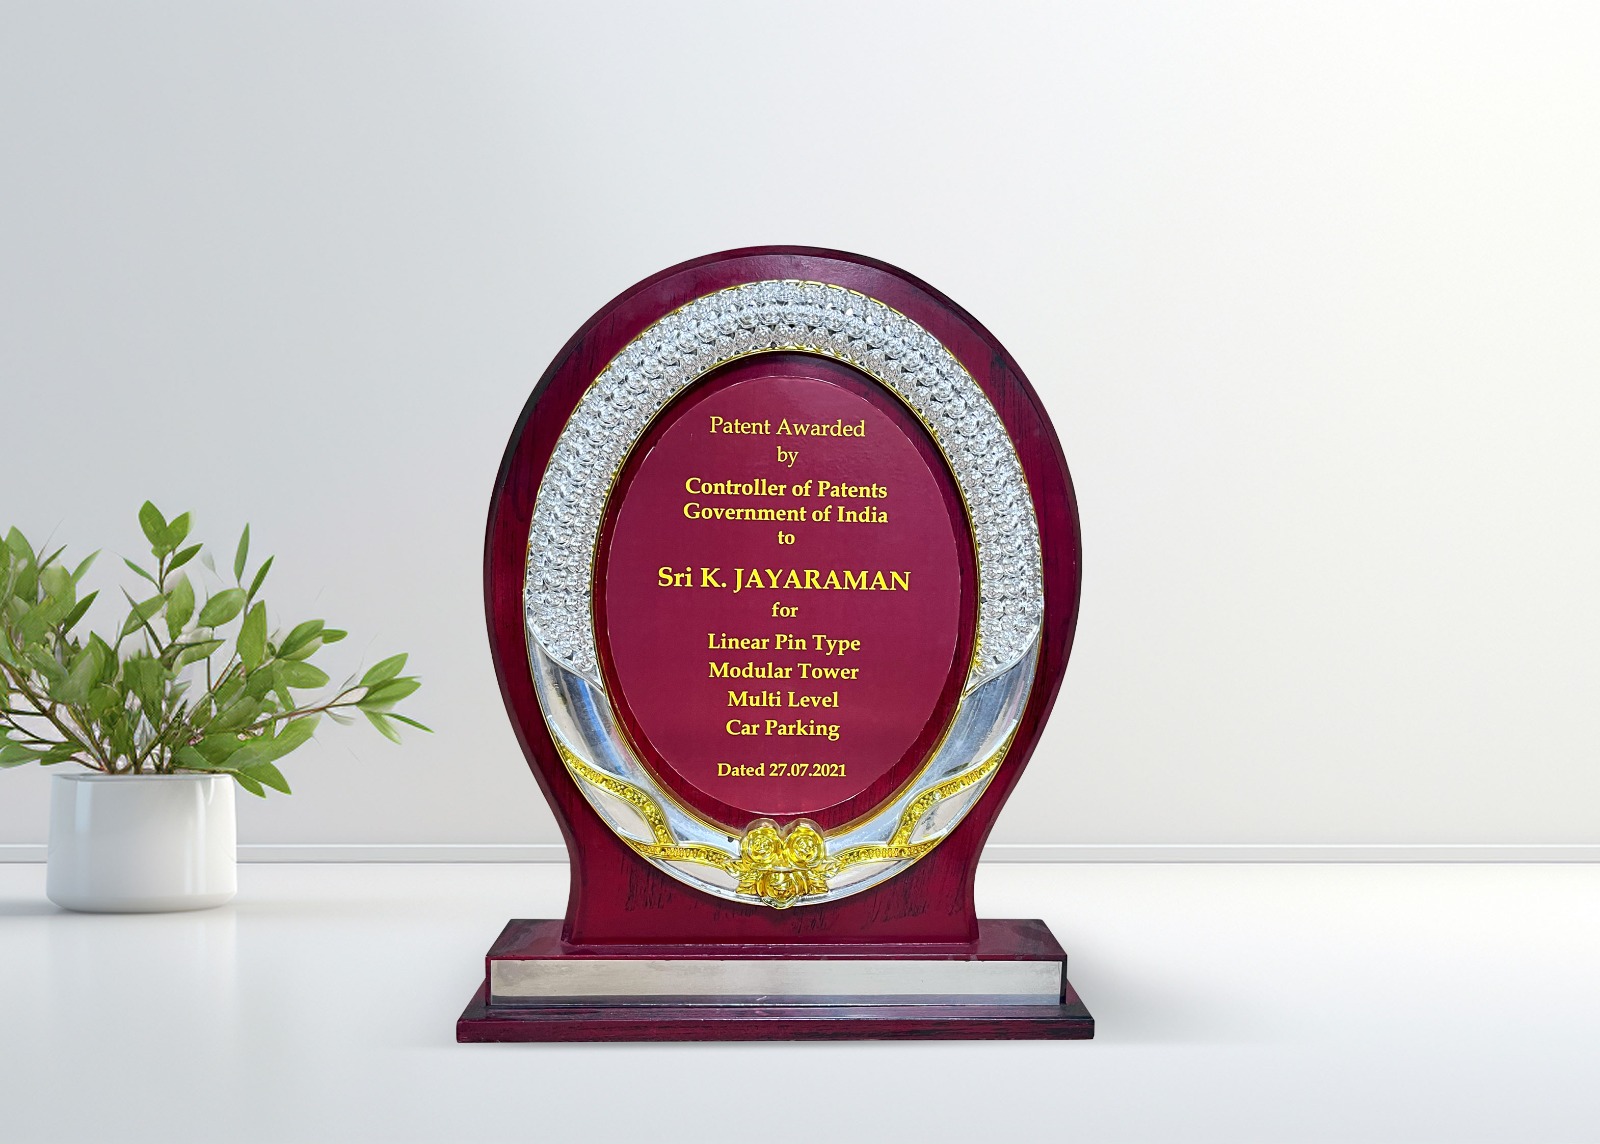 Patent Awarded
by
Controller of Patents
Government of India
to
Sri K. JAYARAMAN
for
Linear Pin Type
Modular Tower
Multi Level
Car Parking
Dated 27.07.2021